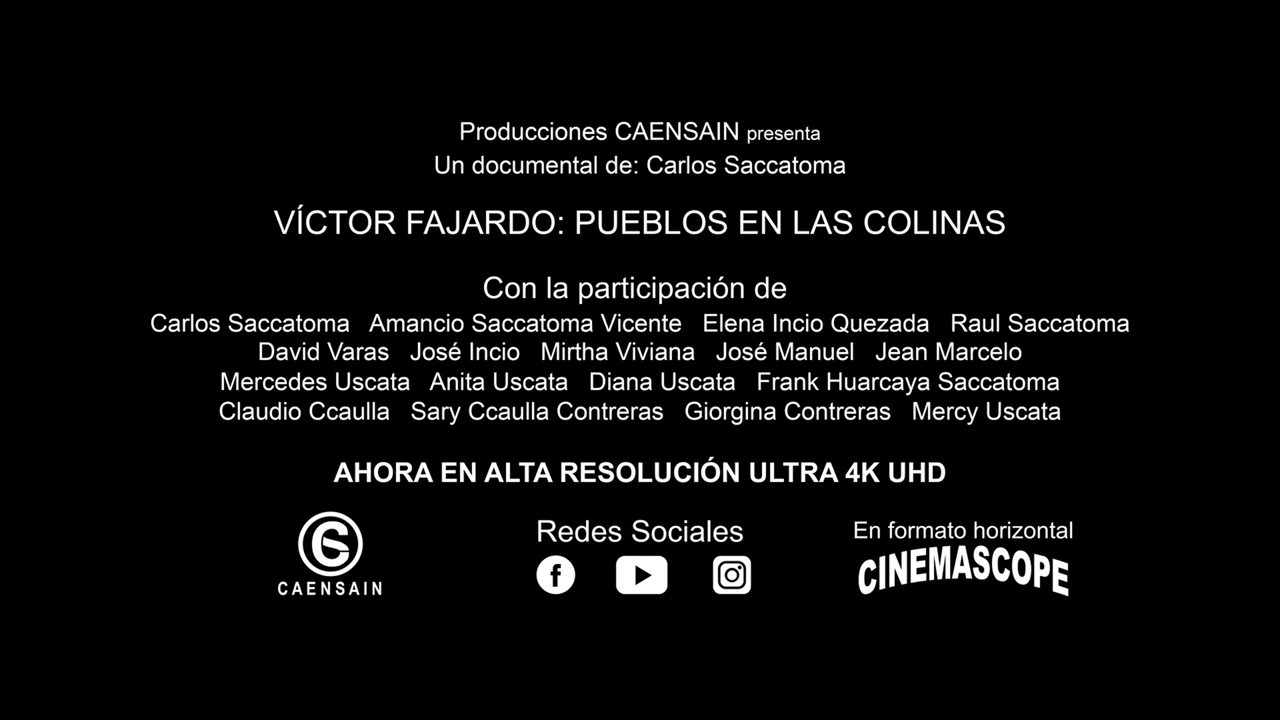 Producciones CAENSAIN presenta
Un documental de: Carlos Saccatoma
VÍCTOR FAJARDO: PUEBLOS EN LAS COLINAS
Con la participación de
Carlos Saccatoma Amancio Saccatoma Vicente Elena Incio Quezada Raul Saccatoma
David Varas José Incio Mirtha Viviana José Manuel Jean Marcelo
Mercedes Uscata Anita Uscata Diana Uscata Frank Huarcaya Saccatoma
Claudio Ccaulla Sary Ccaulla Contreras Giorgina Contreras Mercy Uscata
AHORA EN ALTA RESOLUCIÓN ULTRA 4K UHD
CAENSAIN
Redes Sociales
En formato horizontal
CINEMASCOPE